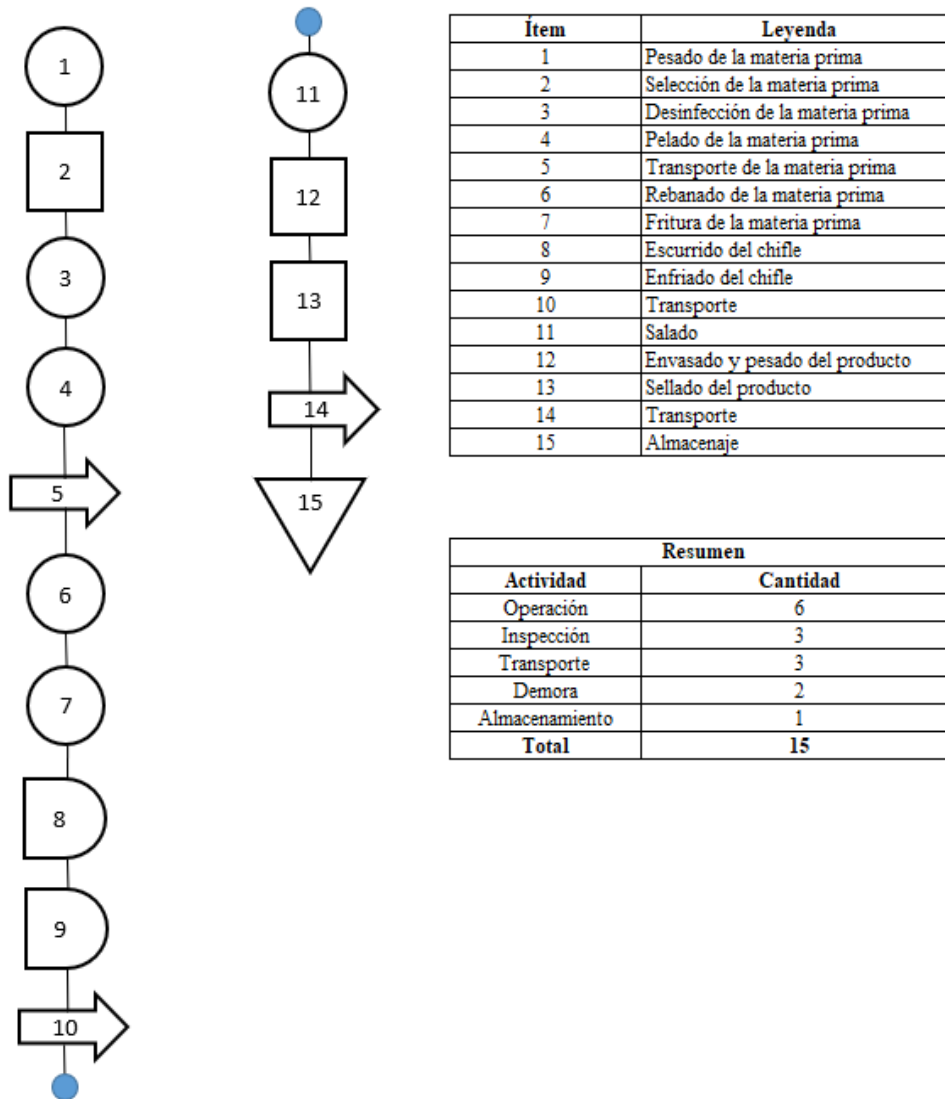 1
2
3
4
5
6
7
8
9
10
11
12
13
14
15
Ítem Leyenda
1 Pesado de la materia prima
2 Selección de la materia prima
3 Desinfección de la materia prima
4 Pelado de la materia prima
5 Transporte de la materia prima
6 Rebanado de la materia prima
7 Fritura de la materia prima
8 Escurrido del chifle
9 Enfriado del chifle
10 Transporte
11 Salado
12 Envasado y pesado del producto
13 Sellado del producto
14 Transporte
15 Almacenaje
Resumen
Actividad Cantidad
Operación 6
Inspección 3
Transporte 3
Demora 2
Almacenamiento 1
Total 15